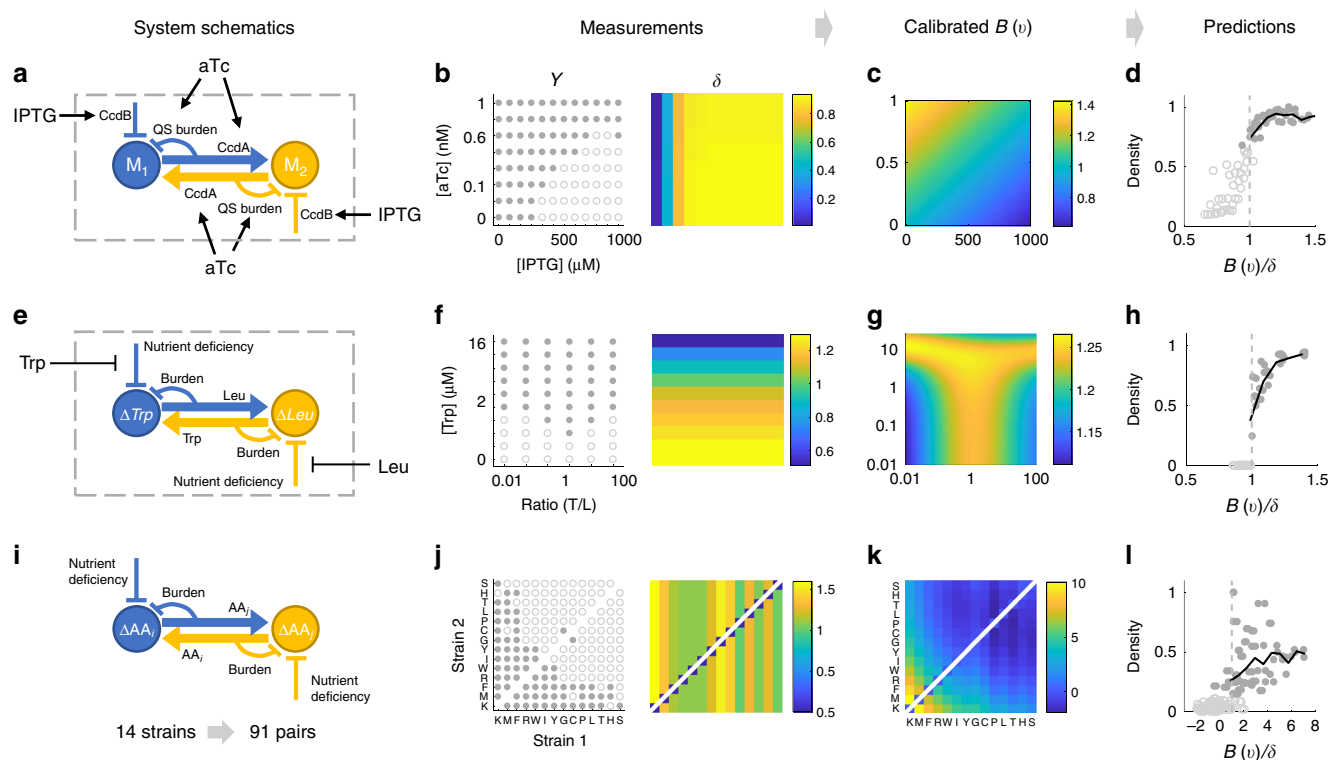 System schematics
Measurements
Calibrated B (υ)
Predictions
a
aTc
IPTG
CcdB
QS burden
CcdA
M1
M2
CcdA
QS burden
CcdB
IPTG
aTc
b
Y
δ
[aTc] (nM)
1
0.6
0.1
0
0
500
1000
[IPTG] (μM)
0.8
0.6
0.4
0.2
c
1
0.5
0
0
500
1000
1.4
1.2
1
0.8
d
Density
1
0.5
0
0.5
1
1.5
B (υ)/δ
e
Trp
Nutrient deficiency
Burden
Leu
ΔTrp
ΔLeu
Trp
Burden
Nutrient deficiency
Leu
f
[Trp] (μM)
16
2
0
0.01
1
100
Ratio (T/L)
1.2
1
0.8
0.6
g
10
1
0.1
0.01
0.01
1
100
1.25
1.20
1.15
h
Density
1
0.5
0
0.5
1
1.5
B (υ)/δ
i
Nutrient
deficiency
Burden
AAj
ΔAAi
ΔAAj
AAi
Burden
Nutrient
deficiency
14 strains
91 pairs
j
Strain 2
S
H
T
L
P
C
G
Y
I
W
R
F
M
K
K M F R W I Y G C P L T H S
Strain 1
1.5
1
0.5
k
S
H
T
L
P
C
G
Y
I
W
R
F
M
K
K M F R W I Y G C P L T H S
10
5
0
l
Density
1
0.5
0
−2 0 2 4 6 8
B (υ)/δ